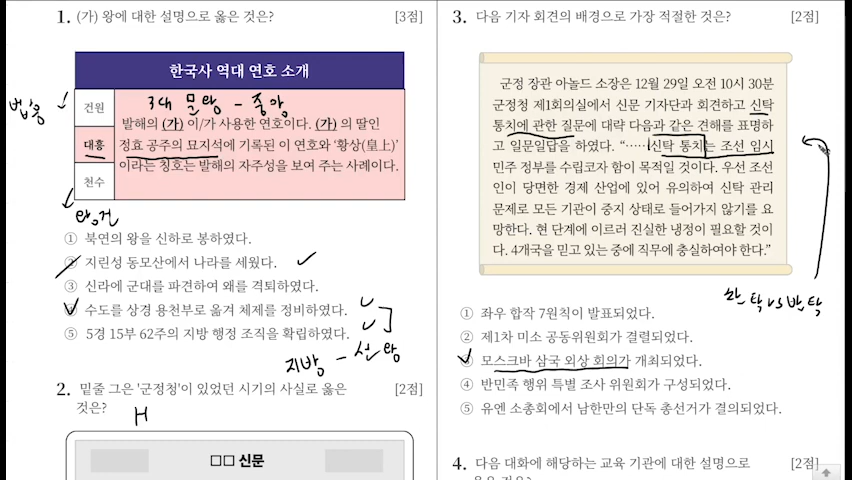 1. (가) 왕에 대한 설명으로 옳은 것은? [3점]
한국사 역대 연호 소개
법흥
건원
대흥
천수
왕건
3대 문왕 - 중앙
발해의 (가) 이/가 사용한 연호이다. (가) 의 딸인
정효 공주의 묘지석에 기록된 이 연호와 ‘황상(皇上)’
이라는 칭호는 발해의 자주성을 보여 주는 사례이다.
① 북연의 왕을 신하로 봉하였다.
② 지린성 동모산에서 나라를 세웠다.
③ 신라에 군대를 파견하여 왜를 격퇴하였다.
④ 수도를 상경 용천부로 옮겨 체제를 정비하였다.
⑤ 5경 15부 62주의 지방 행정 조직을 확립하였다.
지방 - 선왕
2. 밑줄 그은 '군정청'이 있었던 시기의 사실로 옳은 [2점]
것은?
H
□□ 신문
3. 다음 기자 회견의 배경으로 가장 적절한 것은? [2점]
군정 장관 아놀드 소장은 12월 29일 오전 10시 30분
군정청 제1회의실에서 신문 기자단과 회견하고 신탁
통치에 관한 질문에 대략 다음과 같은 견해를 표명하
고 일문일답을 하였다. “……신탁 통치는 조선 임시
민주 정부를 수립코자 함이 목적일 것이다. 우선 조선
인이 당면한 경제 산업에 있어 유의하여 신탁 관리
문제로 모든 기관이 중지 상태로 들어가지 않기를 요
망한다. 현 단계에 이르러 진실한 냉정이 필요할 것이
다. 4개국을 믿고 있는 중에 직무에 충실하여야 한다.”
찬탁vs반탁
① 좌우 합작 7원칙이 발표되었다.
② 제1차 미소 공동위원회가 결렬되었다.
③ 모스크바 삼국 외상 회의가 개최되었다.
④ 반민족 행위 특별 조사 위원회가 구성되었다.
⑤ 유엔 소총회에서 남한만의 단독 총선거가 결의되었다.
4. 다음 대화에 해당하는 교육 기관에 대한 설명으로 [2점]
옳은 것은?